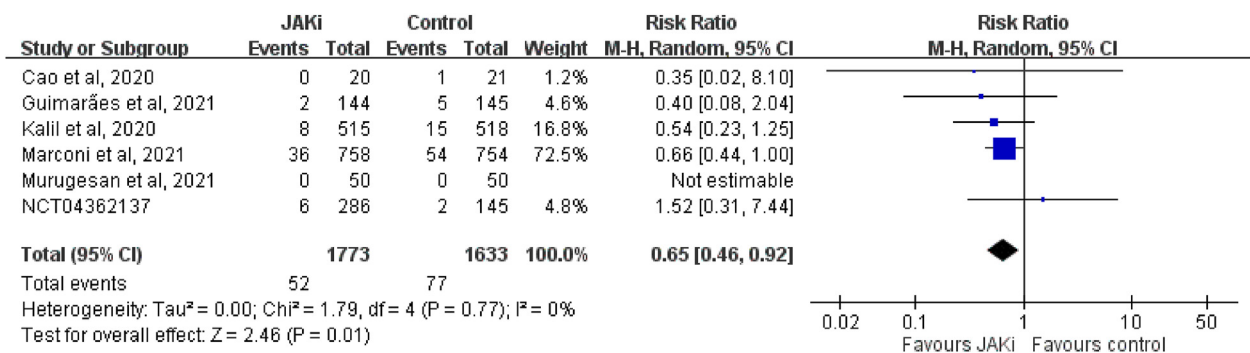 JAKi Control Risk Ratio Risk Ratio
Study or Subgroup Events Total Events Total Weight M-H, Random, 95% CI M-H, Random, 95% CI
Cao et al, 2020 0 20 1 21 1.2% 0.35 [0.02, 8.10]
Guimarães et al, 2021 2 144 5 145 4.6% 0.40 [0.08, 2.04]
Kalil et al, 2020 8 515 15 518 16.8% 0.54 [0.23, 1.25]
Marconi et al, 2021 36 758 54 754 72.5% 0.66 [0.44, 1.00]
Murugesan et al, 2021 0 50 0 50 Not estimable
NCT04362137 6 286 2 145 4.8% 1.52 [0.31, 7.44]
Total (95% CI) 1773 1633 100.0% 0.65 [0.46, 0.92]
Total events 52 77
Heterogeneity: Tau² = 0.00; Chi² = 1.79, df = 4 (P = 0.77); I² = 0%
Test for overall effect: Z = 2.46 (P = 0.01)
0.02 0.1 1 10 50
Favours JAKi Favours control